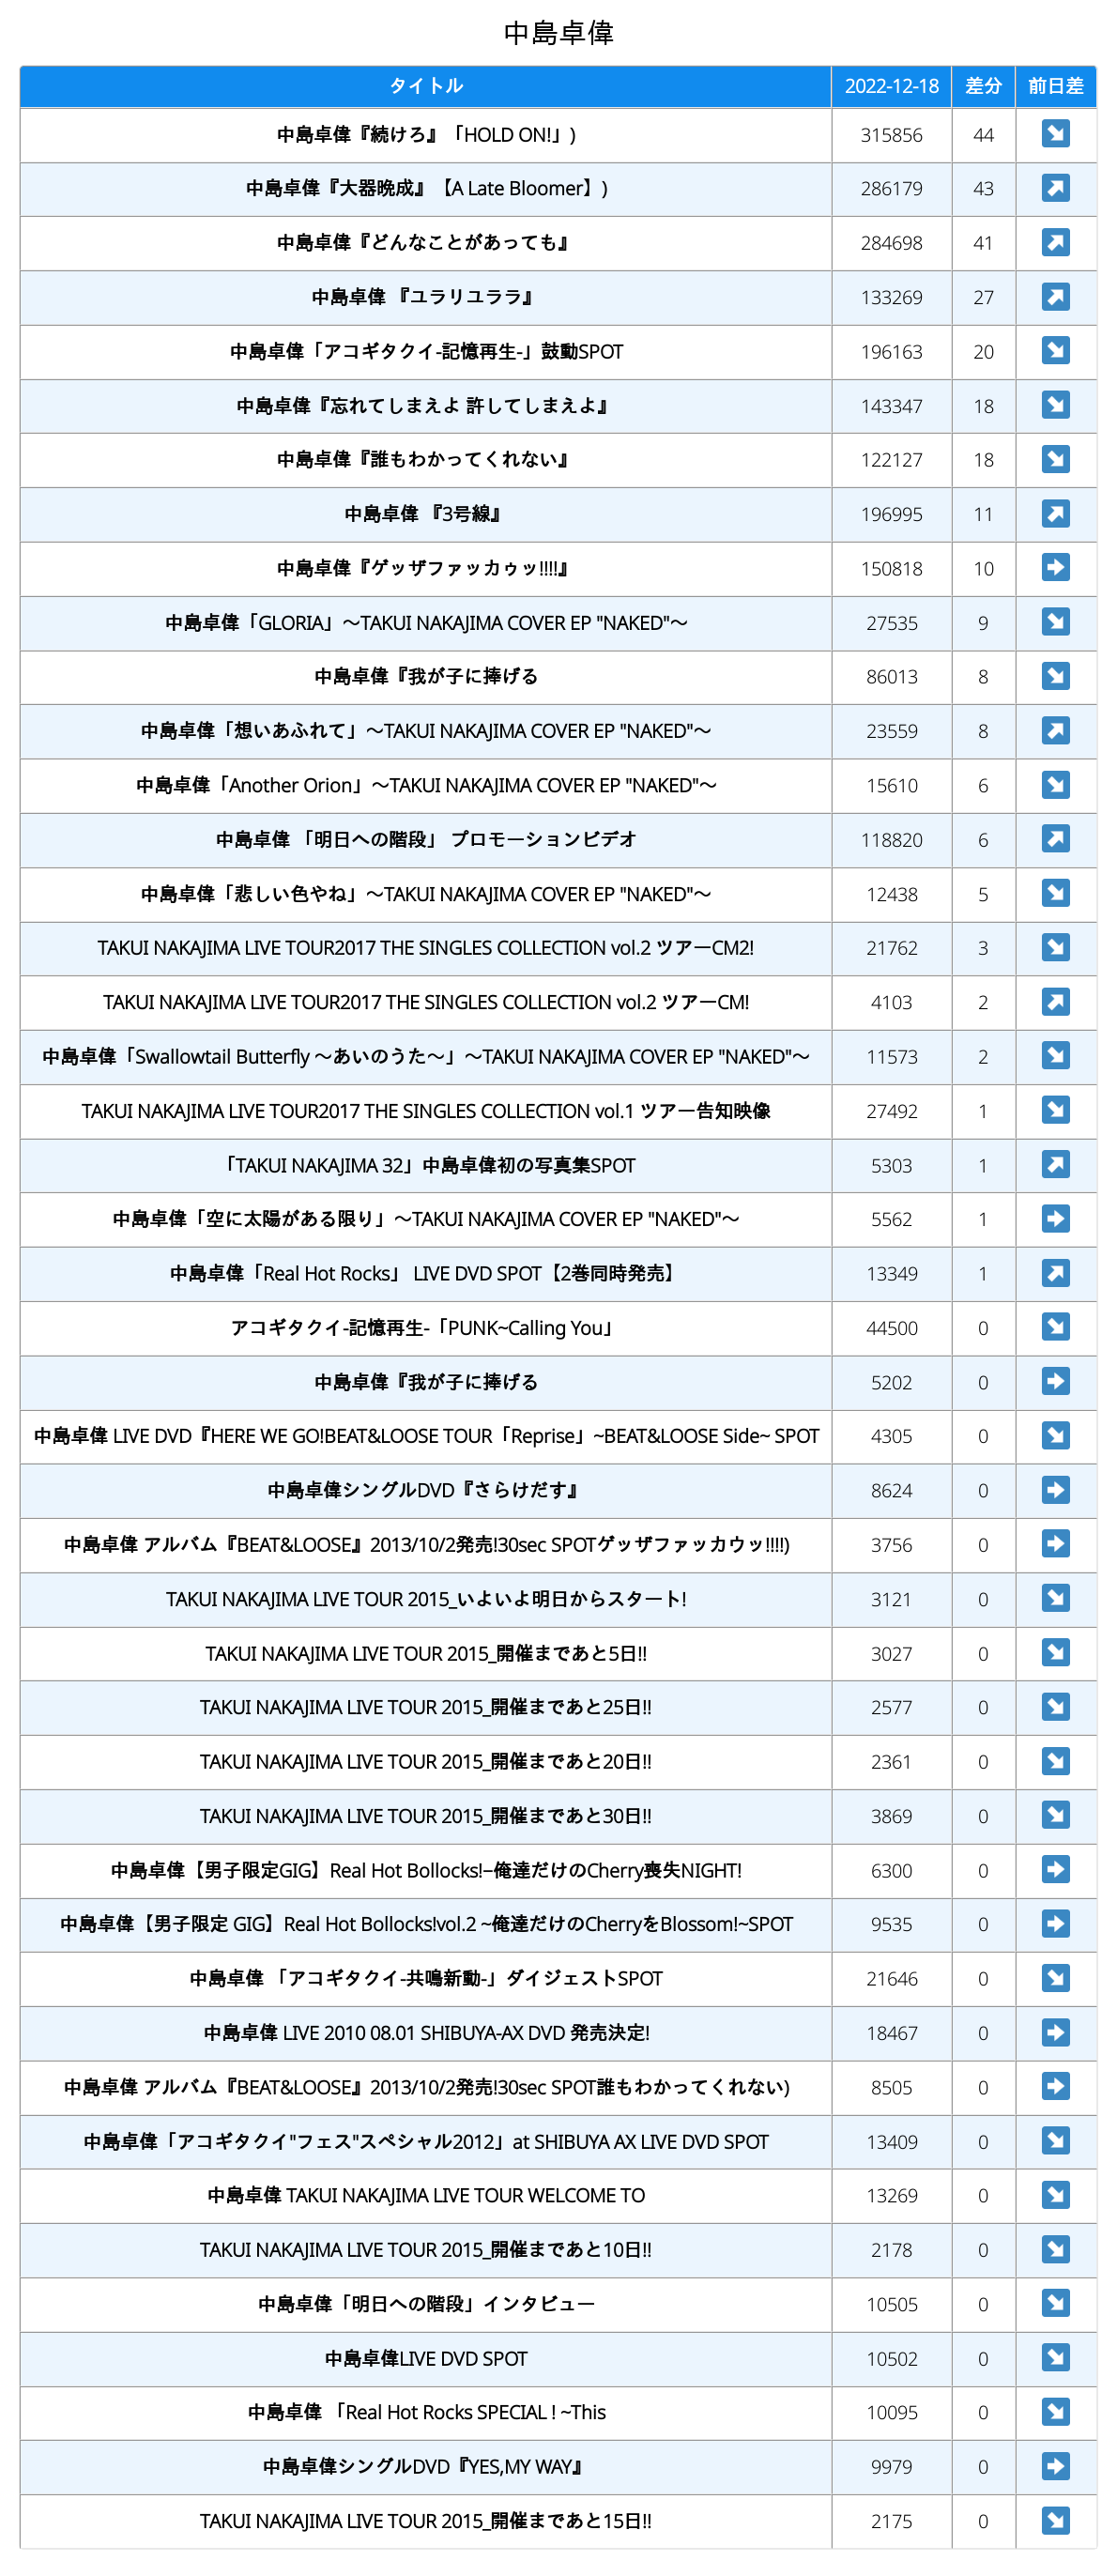 中島卓偉
タイトル 2022-12-18 差分 前日差
中島卓偉『続けろ』「HOLD ON!」) 315856 44 ↘
中島卓偉『大器晩成』【A Late Bloomer】) 286179 43 ↗
中島卓偉『どんなことがあっても』 284698 41 ↗
中島卓偉 『ユラリユララ』 133269 27 ↗
中島卓偉「アコギタクイ-記憶再生-」鼓動SPOT 196163 20 ↘
中島卓偉『忘れてしまえよ 許してしまえよ』 143347 18 ↘
中島卓偉『誰もわかってくれない』 122127 18 ↘
中島卓偉 『3号線』 196995 11 ↗
中島卓偉『ゲッザファッカゥッ!!!!』 150818 10 ➡
中島卓偉「GLORIA」～TAKUI NAKAJIMA COVER EP "NAKED"～ 27535 9 ↘
中島卓偉『我が子に捧げる 86013 8 ↘
中島卓偉「想いあふれて」～TAKUI NAKAJIMA COVER EP "NAKED"～ 23559 8 ↗
中島卓偉「Another Orion」～TAKUI NAKAJIMA COVER EP "NAKED"～ 15610 6 ↘
中島卓偉 「明日への階段」 プロモーションビデオ 118820 6 ↗
中島卓偉「悲しい色やね」～TAKUI NAKAJIMA COVER EP "NAKED"～ 12438 5 ↘
TAKUI NAKAJIMA LIVE TOUR2017 THE SINGLES COLLECTION vol.2 ツアーCM2! 21762 3 ↘
TAKUI NAKAJIMA LIVE TOUR2017 THE SINGLES COLLECTION vol.2 ツアーCM! 4103 2 ↗
中島卓偉「Swallowtail Butterfly ～あいのうた～」～TAKUI NAKAJIMA COVER EP "NAKED"～ 11573 2 ↘
TAKUI NAKAJIMA LIVE TOUR2017 THE SINGLES COLLECTION vol.1 ツアー告知映像 27492 1 ↘
「TAKUI NAKAJIMA 32」中島卓偉初の写真集SPOT 5303 1 ↗
中島卓偉「空に太陽がある限り」～TAKUI NAKAJIMA COVER EP "NAKED"～ 5562 1 ➡
中島卓偉「Real Hot Rocks」 LIVE DVD SPOT【2巻同時発売】 13349 1 ↗
アコギタクイ-記憶再生-「PUNK~Calling You」 44500 0 ↘
中島卓偉『我が子に捧げる 5202 0 ➡
中島卓偉 LIVE DVD『HERE WE GO!BEAT&LOOSE TOUR「Reprise」~BEAT&LOOSE Side~ SPOT 4305 0 ↘
中島卓偉シングルDVD『さらけだす』 8624 0 ➡
中島卓偉 アルバム『BEAT&LOOSE』2013/10/2発売!30sec SPOTゲッザファッカウッ!!!!) 3756 0 ➡
TAKUI NAKAJIMA LIVE TOUR 2015_いよいよ明日からスタート! 3121 0 ↘
TAKUI NAKAJIMA LIVE TOUR 2015_開催まであと5日!! 3027 0 ↘
TAKUI NAKAJIMA LIVE TOUR 2015_開催まであと25日!! 2577 0 ↘
TAKUI NAKAJIMA LIVE TOUR 2015_開催まであと20日!! 2361 0 ↘
TAKUI NAKAJIMA LIVE TOUR 2015_開催まであと30日!! 3869 0 ↘
中島卓偉【男子限定GIG】Real Hot Bollocks!–俺達だけのCherry喪失NIGHT! 6300 0 ➡
中島卓偉【男子限定 GIG】Real Hot Bollocks!vol.2 ~俺達だけのCherryをBlossom!~SPOT 9535 0 ➡
中島卓偉 「アコギタクイ-共鳴新動-」ダイジェストSPOT 21646 0 ↘
中島卓偉 LIVE 2010 08.01 SHIBUYA-AX DVD 発売決定! 18467 0 ➡
中島卓偉 アルバム『BEAT&LOOSE』2013/10/2発売!30sec SPOT誰もわかってくれない) 8505 0 ➡
中島卓偉「アコギタクイ"フェス"スペシャル2012」at SHIBUYA AX LIVE DVD SPOT 13409 0 ↘
中島卓偉 TAKUI NAKAJIMA LIVE TOUR WELCOME TO 13269 0 ↘
TAKUI NAKAJIMA LIVE TOUR 2015_開催まであと10日!! 2178 0 ↘
中島卓偉「明日への階段」インタビュー 10505 0 ↘
中島卓偉LIVE DVD SPOT 10502 0 ↘
中島卓偉 「Real Hot Rocks SPECIAL ! ~This 10095 0 ↘
中島卓偉シングルDVD『YES,MY WAY』 9979 0 ➡
TAKUI NAKAJIMA LIVE TOUR 2015_開催まであと15日!! 2175 0 ↘